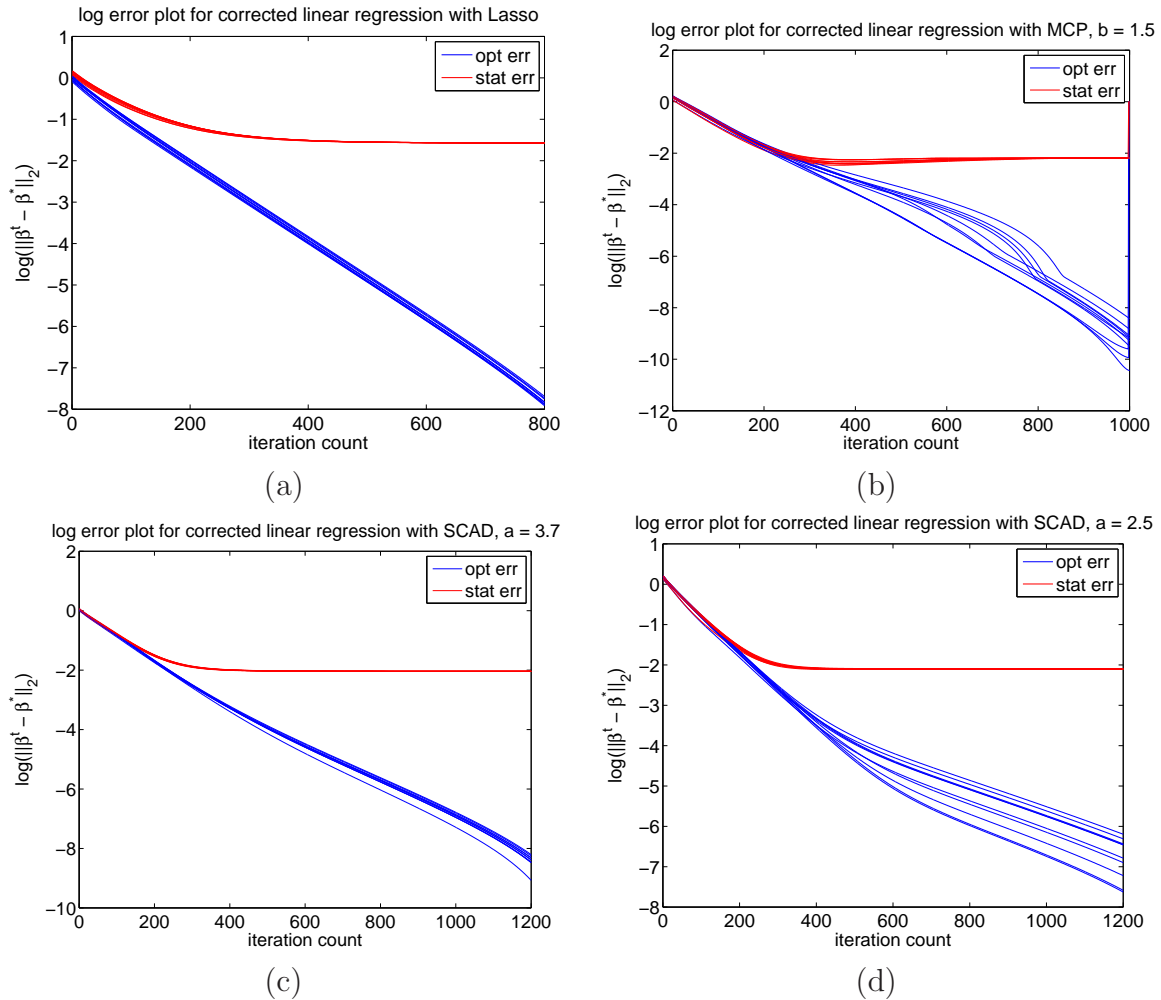 log error plot for corrected linear regression with Lasso
1
0
−1
−2
−3
−4
−5
−6
−7
−8
0
200
400
600
800
log(||β^t − β^*||_2)
iteration count
opt err
stat err
(a)
log error plot for corrected linear regression with MCP, b = 1.5
2
0
−2
−4
−6
−8
−10
−12
0
200
400
600
800
1000
log(||β^t − β^*||_2)
iteration count
opt err
stat err
(b)
log error plot for corrected linear regression with SCAD, a = 3.7
2
0
−2
−4
−6
−8
−10
0
200
400
600
800
1000
1200
log(||β^t − β^*||_2)
iteration count
opt err
stat err
(c)
log error plot for corrected linear regression with SCAD, a = 2.5
1
0
−1
−2
−3
−4
−5
−6
−7
−8
0
200
400
600
800
1000
1200
log(||β^t − β^*||_2)
iteration count
opt err
stat err
(d)